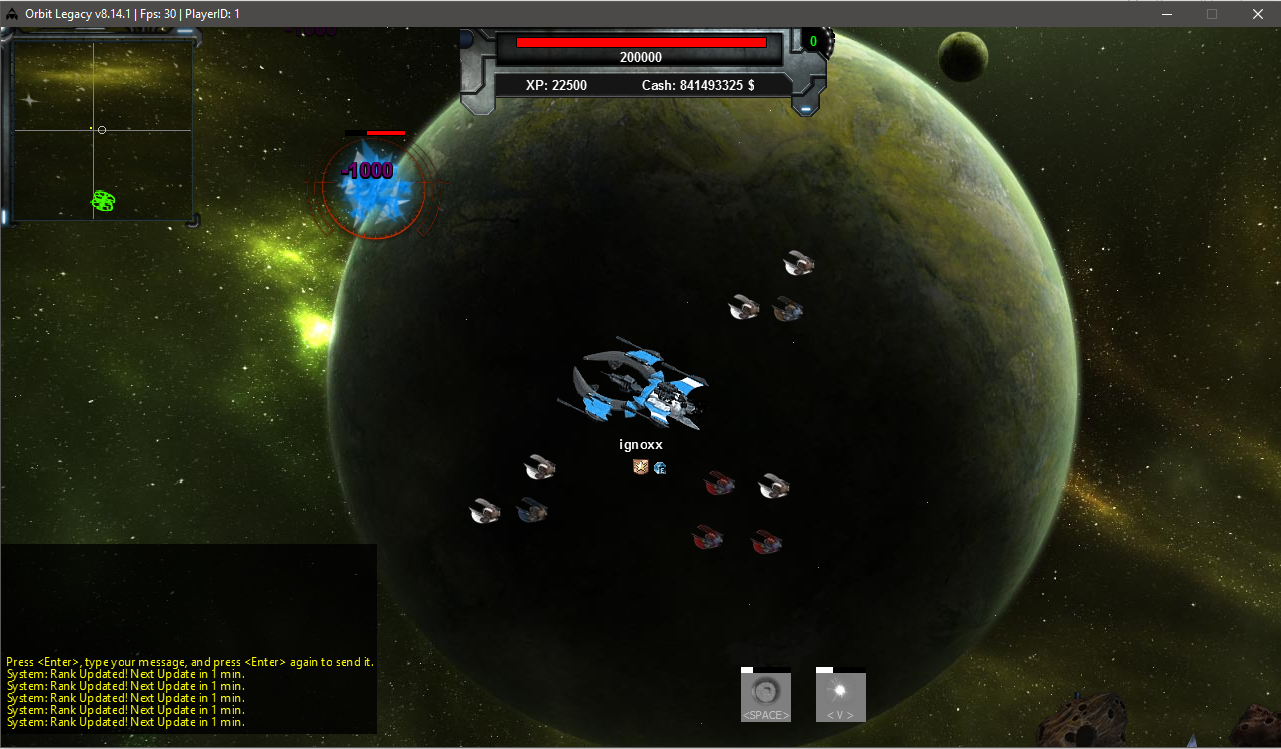 Orbit Legacy v8.14.1 | Fps: 30 | PlayerID: 1
-1000
0
200000
XP: 22500 Cash: 841493325 $
-1000
ignoxx
E
Press <Enter>, type your message, and press <Enter> again to send it.
System: Rank Updated! Next Update in 1 min.
System: Rank Updated! Next Update in 1 min.
System: Rank Updated! Next Update in 1 min.
System: Rank Updated! Next Update in 1 min.
System: Rank Updated! Next Update in 1 min.
<SPACE> < V >